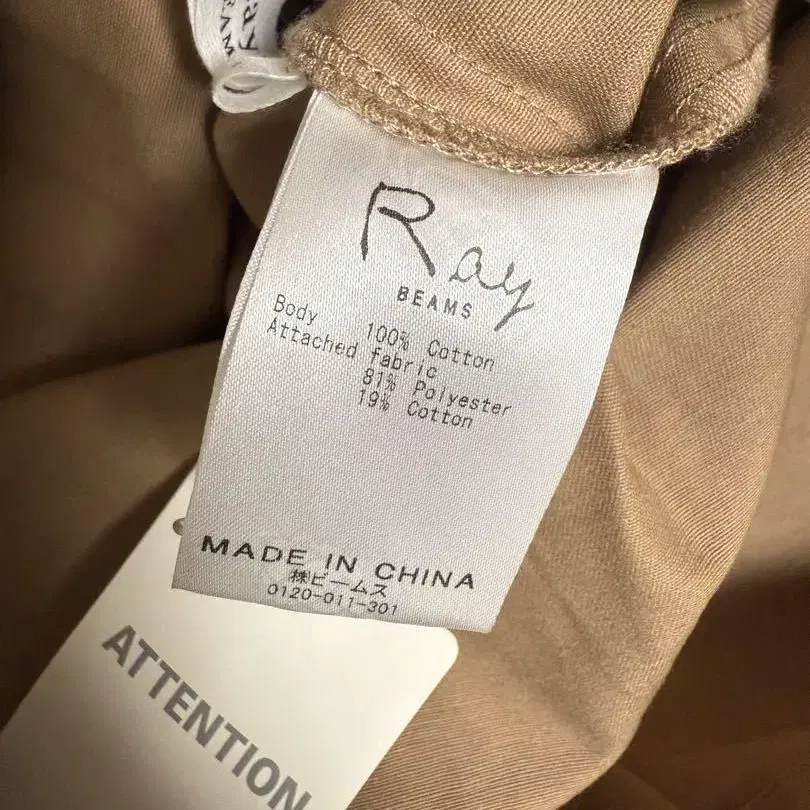 Ray
BEAMS
Body 100% Cotton
Attached fabric
81% Polyester
19% Cotton
MADE IN CHINA
㈱ビームス
0120-011-301
ATTENTION